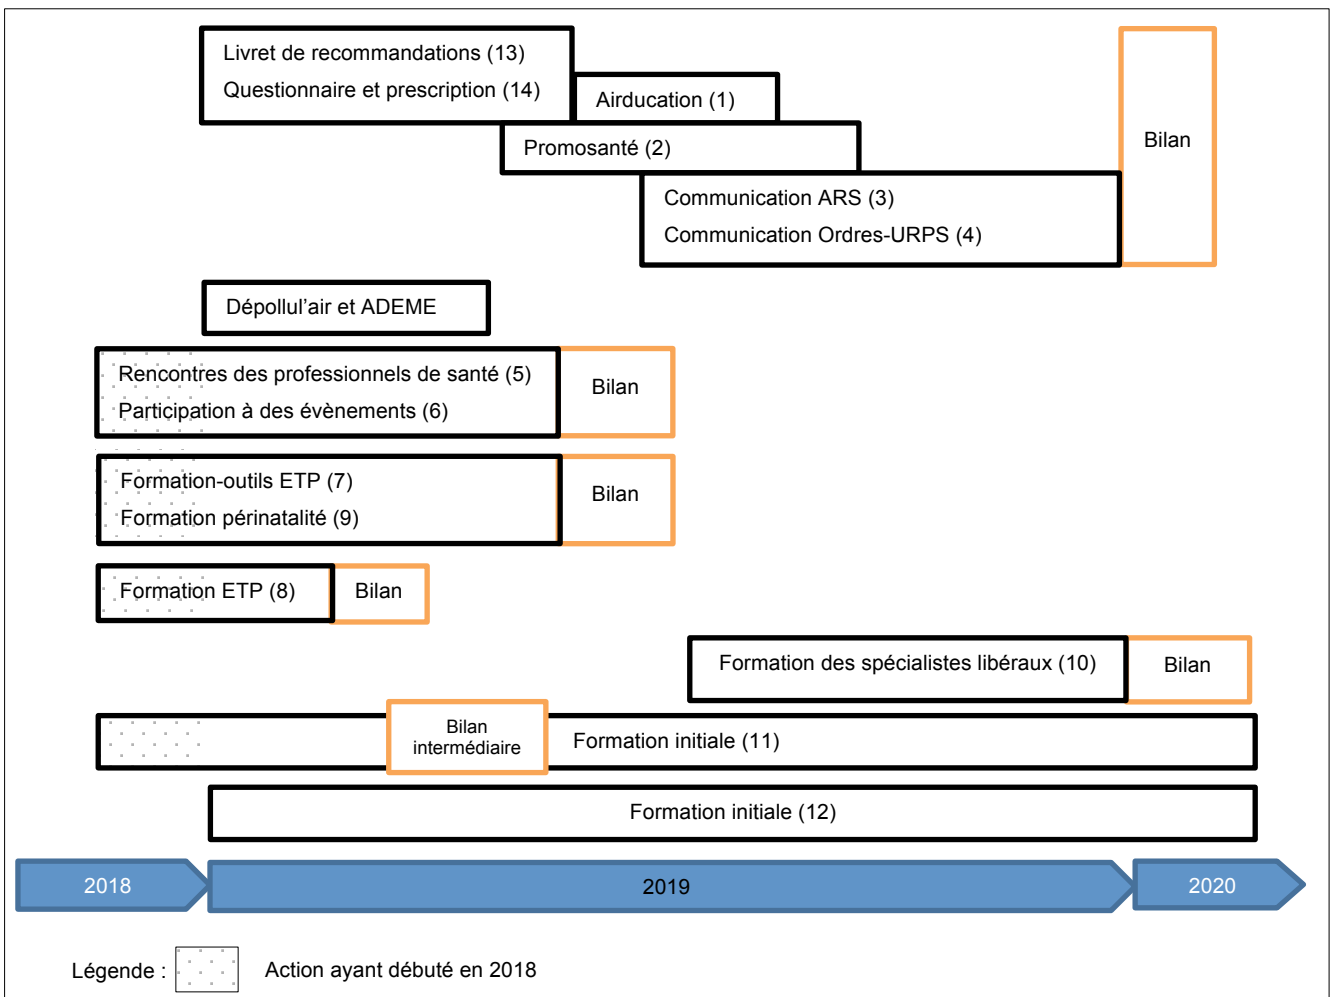 Livret de recommandations (13)
Questionnaire et prescription (14)
Airducation (1)
Promosanté (2)
Bilan
Communication ARS (3)
Communication Ordres-URPS (4)
Dépollul’air et ADEME
Rencontres des professionnels de santé (5)
Participation à des évènements (6)
Bilan
Formation-outils ETP (7)
Formation périnatalité (9)
Bilan
Formation ETP (8)
Bilan
Formation des spécialistes libéraux (10)
Bilan
Bilan
intermédiaire
Formation initiale (11)
Formation initiale (12)
2018
2019
2020
Légende :
Action ayant débuté en 2018